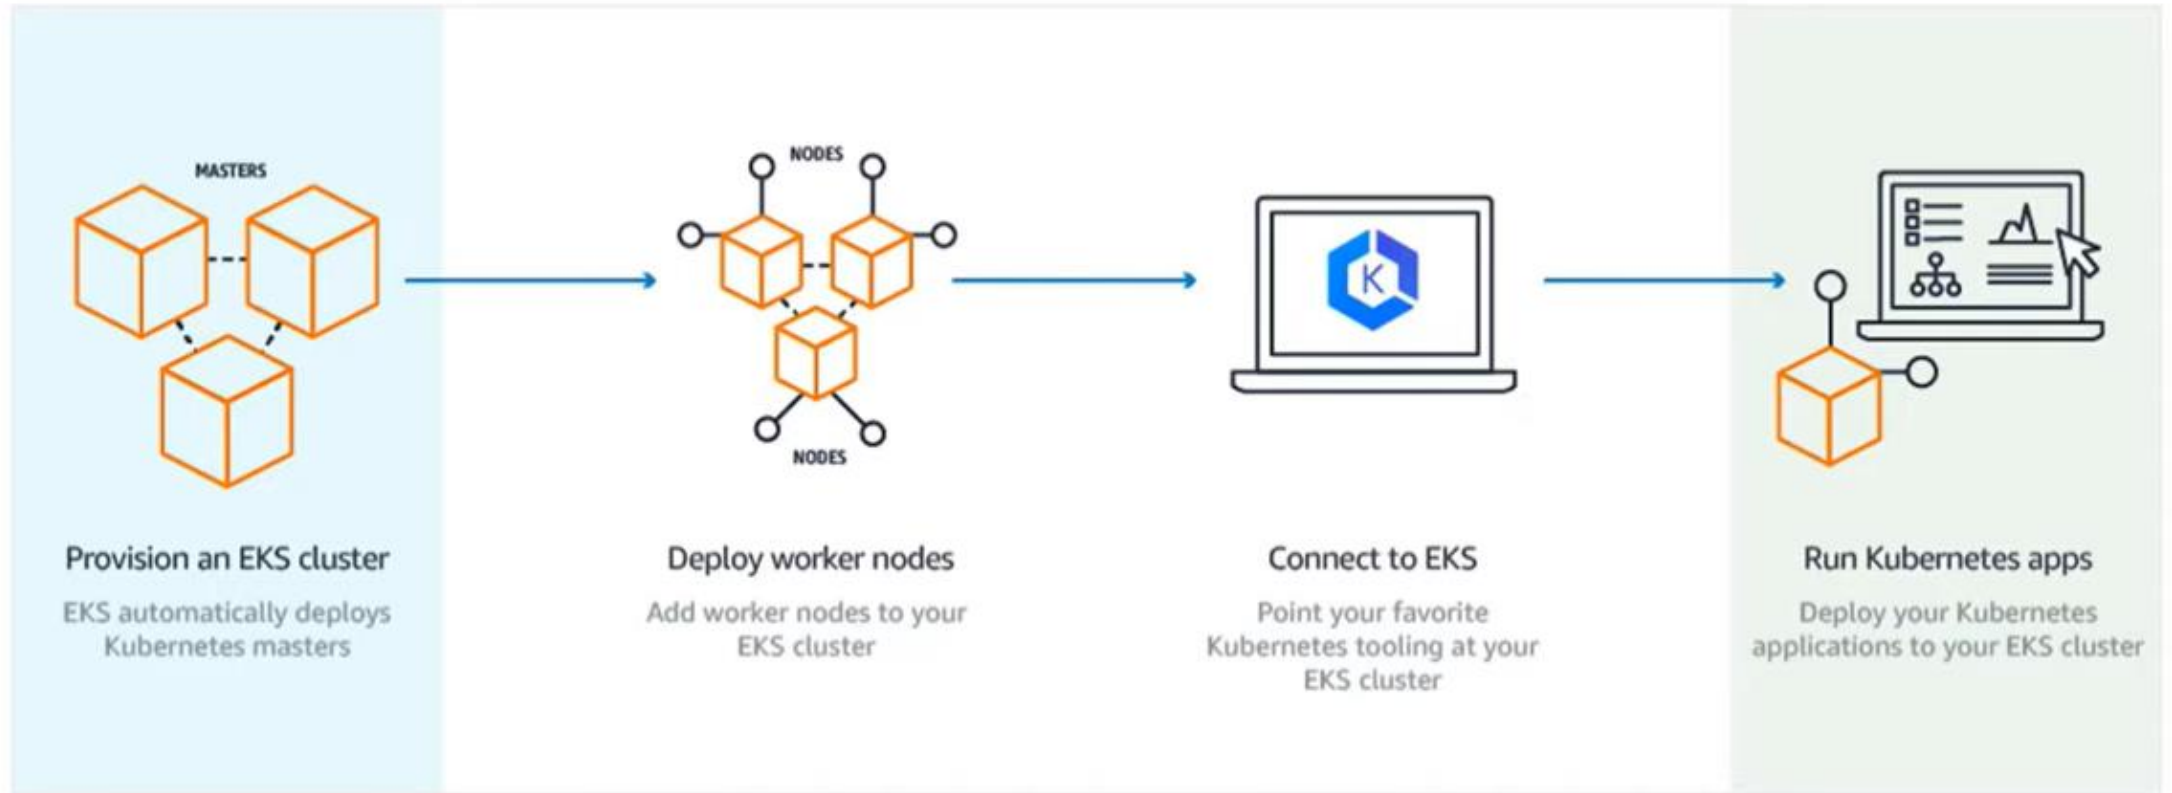 MASTERS
Provision an EKS cluster
EKS automatically deploys
Kubernetes masters
NODES
NODES
Deploy worker nodes
Add worker nodes to your
EKS cluster
K
Connect to EKS
Point your favorite
Kubernetes tooling at your
EKS cluster
Run Kubernetes apps
Deploy your Kubernetes
applications to your EKS cluster